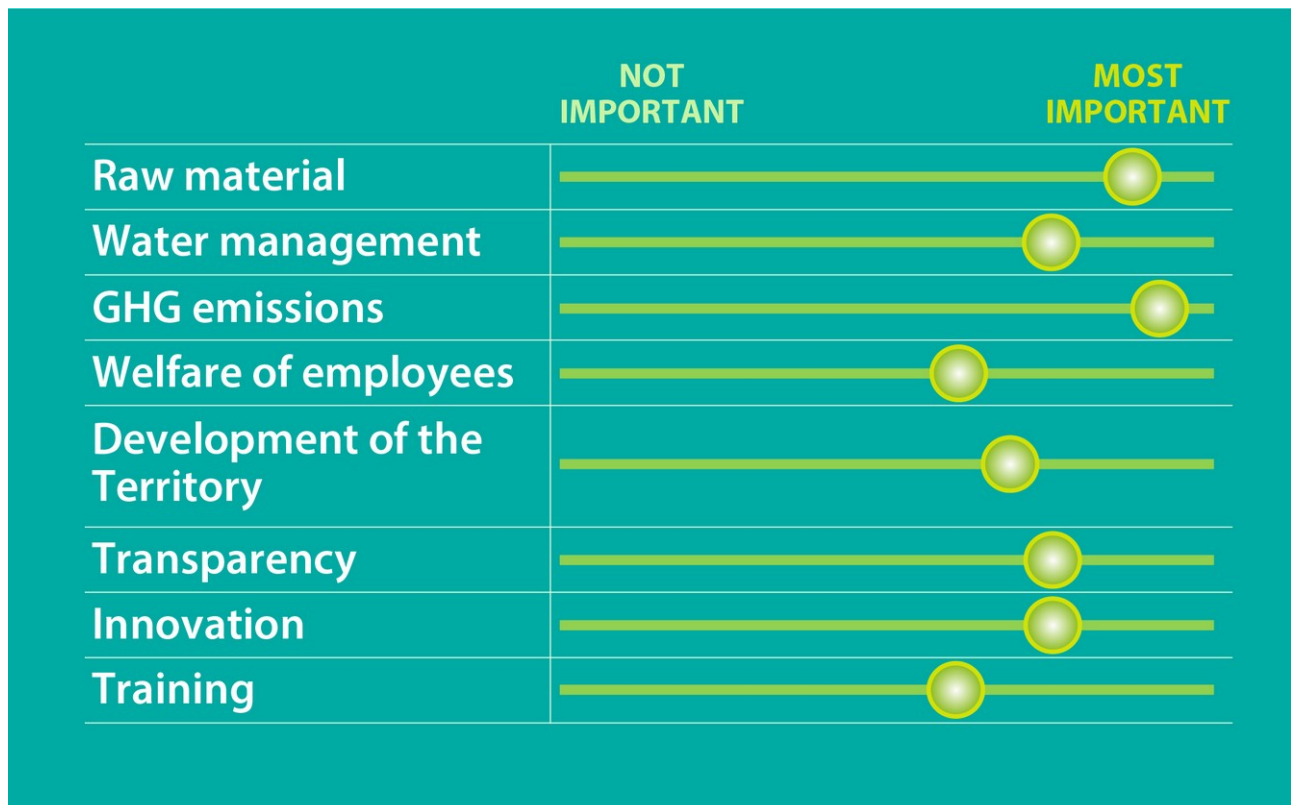 NOT
IMPORTANT
MOST
IMPORTANT
Raw material
Water management
GHG emissions
Welfare of employees
Development of the
Territory
Transparency
Innovation
Training